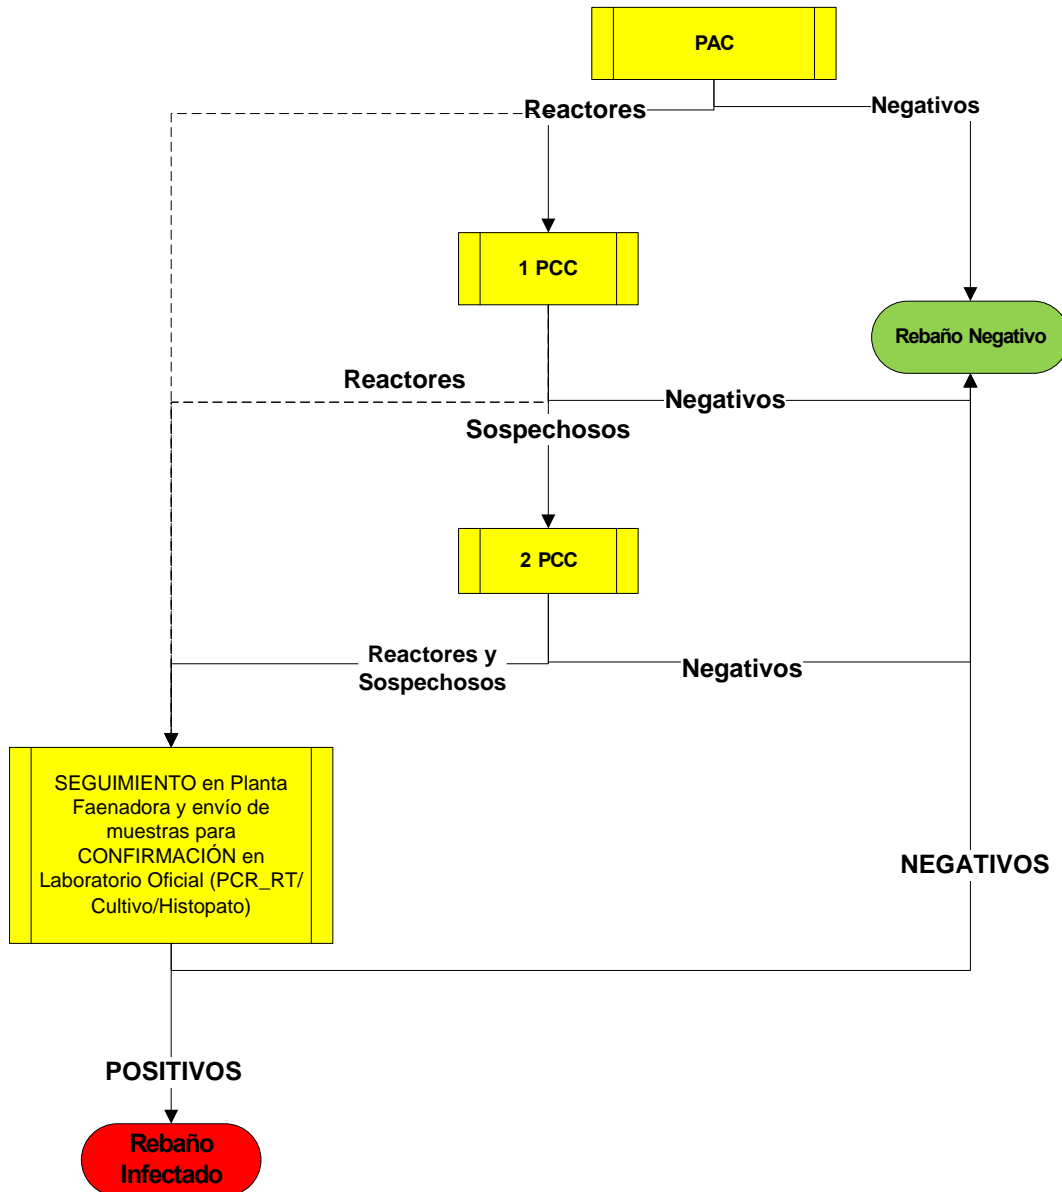 PAC
Reactores
Negativos
1 PCC
Rebaño Negativo
Reactores
Negativos
Sospechosos
2 PCC
Reactores y
Sospechosos
Negativos
SEGUIMIENTO en Planta
Faenadora y envío de
muestras para
CONFIRMACIÓN en
Laboratorio Oficial (PCR_RT/
Cultivo/Histopato)
NEGATIVOS
POSITIVOS
Rebaño
Infectado